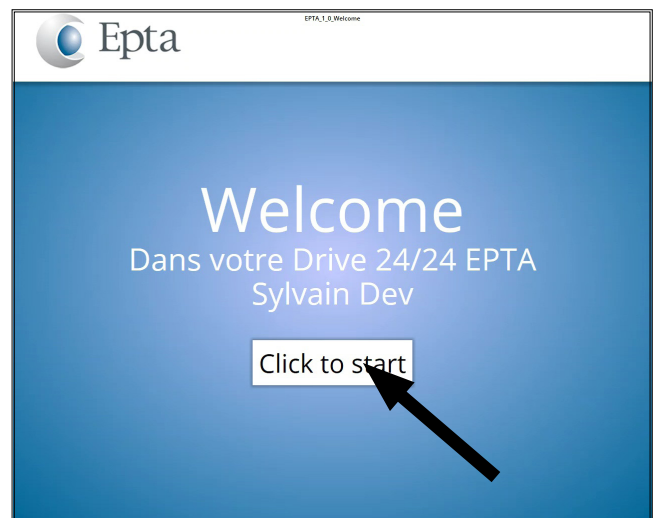 EPTA_1_0_Welcome
Epta
Welcome
Dans votre Drive 24/24 EPTA
Sylvain Dev
Click to start